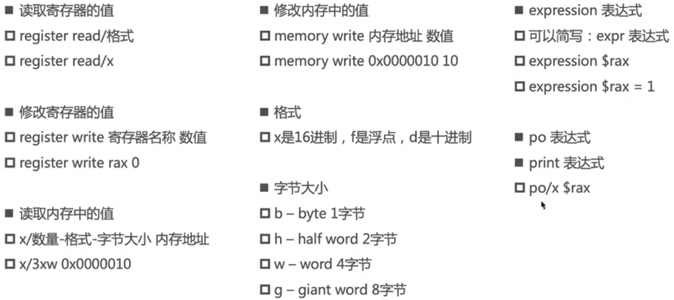 ■ 读取寄存器的值
□ register read/格式
□ register read/x
■ 修改寄存器的值
□ register write 寄存器名称 数值
□ register write rax 0
■ 读取内存中的值
□ x/数量-格式-字节大小 内存地址
□ x/3xw 0x0000010
■ 修改内存中的值
□ memory write 内存地址 数值
□ memory write 0x0000010 10
■ 格式
□ x是16进制，f是浮点，d是十进制
■ 字节大小
□ b – byte 1字节
□ h – half word 2字节
□ w – word 4字节
□ g – giant word 8字节
■ expression 表达式
□ 可以简写：expr 表达式
□ expression $rax
□ expression $rax = 1
■ po 表达式
■ print 表达式
□ po/x $rax